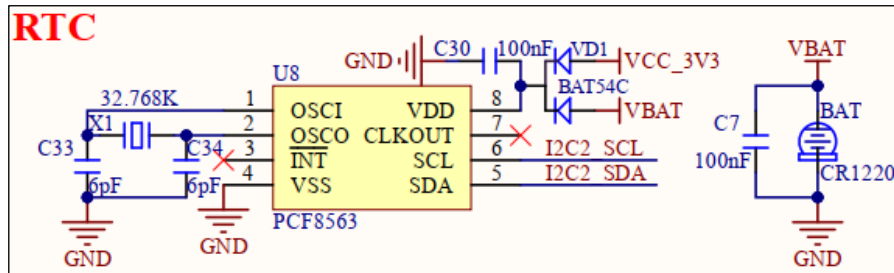 RTC
C30
100nF
VD1
GND
VCC_3V3
VBAT
U8
BAT54C
32.768K
1
OSCI
VDD
8
VBAT
BAT
X1
2
OSCO
CLKOUT
7
C7
C33
C34
3
INT
SCL
6
I2C2_SCL
100nF
6pF
6pF
4
VSS
SDA
5
I2C2_SDA
CR1220
GND
PCF8563
GND
GND